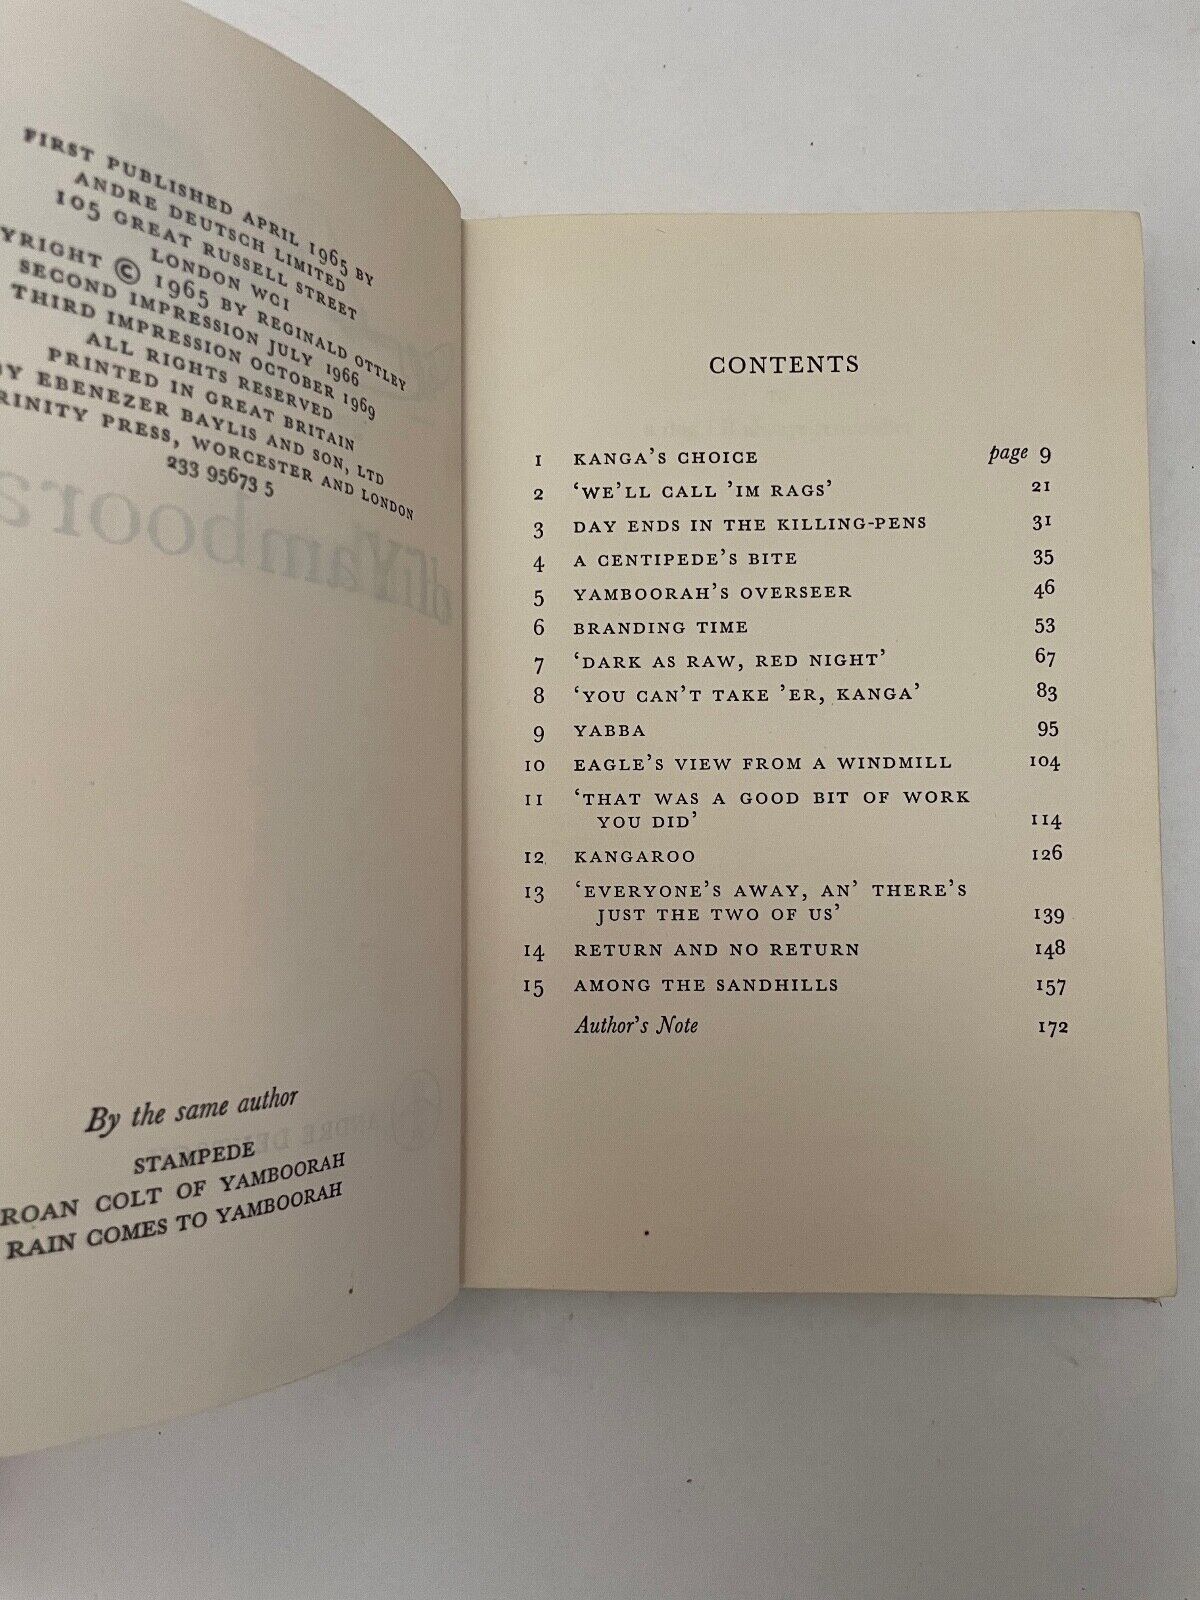 FIRST PUBLISHED APRIL 1965 BY
ANDRE DEUTSCH LIMITED
105 GREAT RUSSELL STREET
LONDON WC1
YRIGHT © 1965 BY REGINALD OTTLEY
SECOND IMPRESSION JULY 1966
THIRD IMPRESSION OCTOBER 1969
ALL RIGHTS RESERVED
PRINTED IN GREAT BRITAIN
BY EBENEZER BAYLIS AND SON, LTD
RINITY PRESS, WORCESTER AND LONDON
233 95673 5
By the same author
STAMPEDE
ROAN COLT OF YAMBOORAH
RAIN COMES TO YAMBOORAH
CONTENTS
1 KANGA'S CHOICE page 9
2 ‘WE'LL CALL 'IM RAGS’ 21
3 DAY ENDS IN THE KILLING-PENS 31
4 A CENTIPEDE'S BITE 35
5 YAMBOORAH'S OVERSEER 46
6 BRANDING TIME 53
7 ‘DARK AS RAW, RED NIGHT’ 67
8 ‘YOU CAN'T TAKE 'ER, KANGA’ 83
9 YABBA 95
10 EAGLE'S VIEW FROM A WINDMILL 104
11 ‘THAT WAS A GOOD BIT OF WORK
YOU DID’ 114
12 KANGAROO 126
13 ‘EVERYONE'S AWAY, AN' THERE'S
JUST THE TWO OF US’ 139
14 RETURN AND NO RETURN 148
15 AMONG THE SANDHILLS 157
Author's Note 172